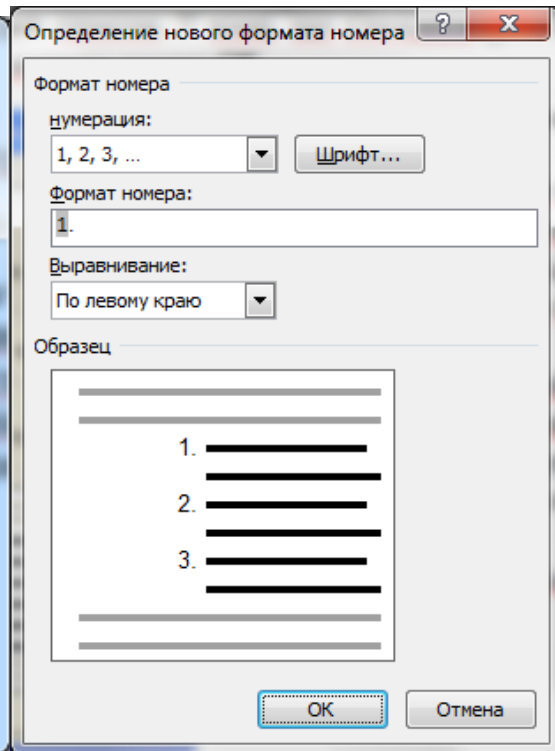 Определение нового формата номера
Формат номера
нумерация:
1, 2, 3, ...
Шрифт...
Формат номера:
1.
Выравнивание:
По левому краю
Образец
1.
2.
3.
ОК
Отмена